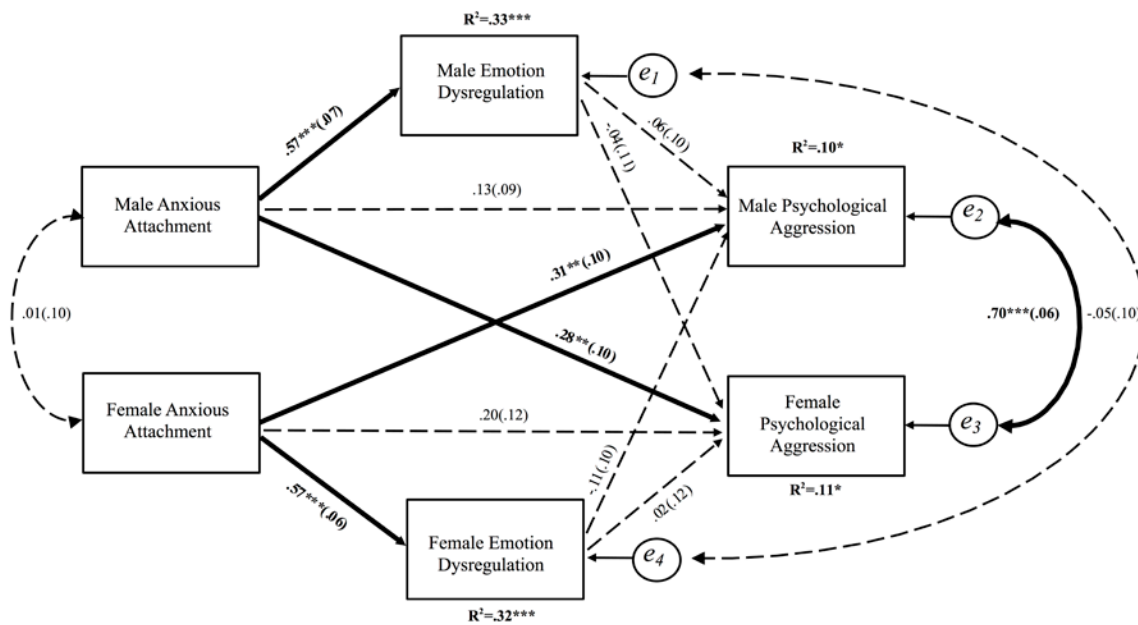 R²=.33***
Male Emotion
Dysregulation
e1
.57***(.07)
.06(.10)
-.04(.11)
R²=.10*
Male Anxious
Attachment
.13(.09)
Male Psychological
Aggression
e2
.31**(.10)
.01(.10)
.70***(.06)
-.05(.10)
.28**(.10)
Female Anxious
Attachment
.20(.12)
Female
Psychological
Aggression
e3
R²=.11*
-.11(.10)
.02(.12)
.57***(.06)
Female Emotion
Dysregulation
e4
R²=.32***